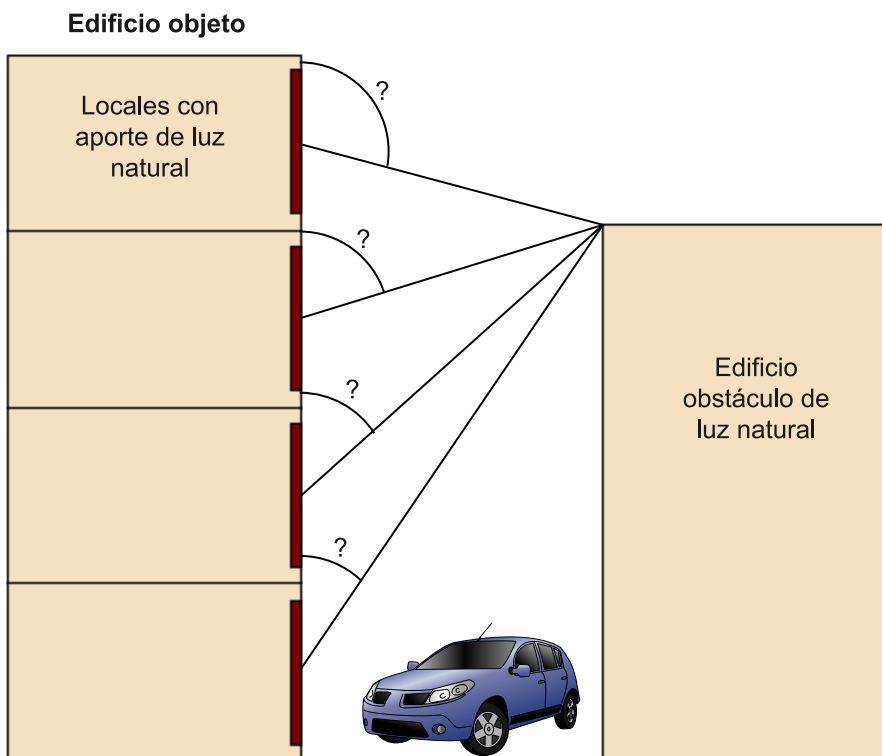 Edificio objeto
Locales con
aporte de luz
natural
?
?
?
?
Edificio
obstáculo de
luz natural